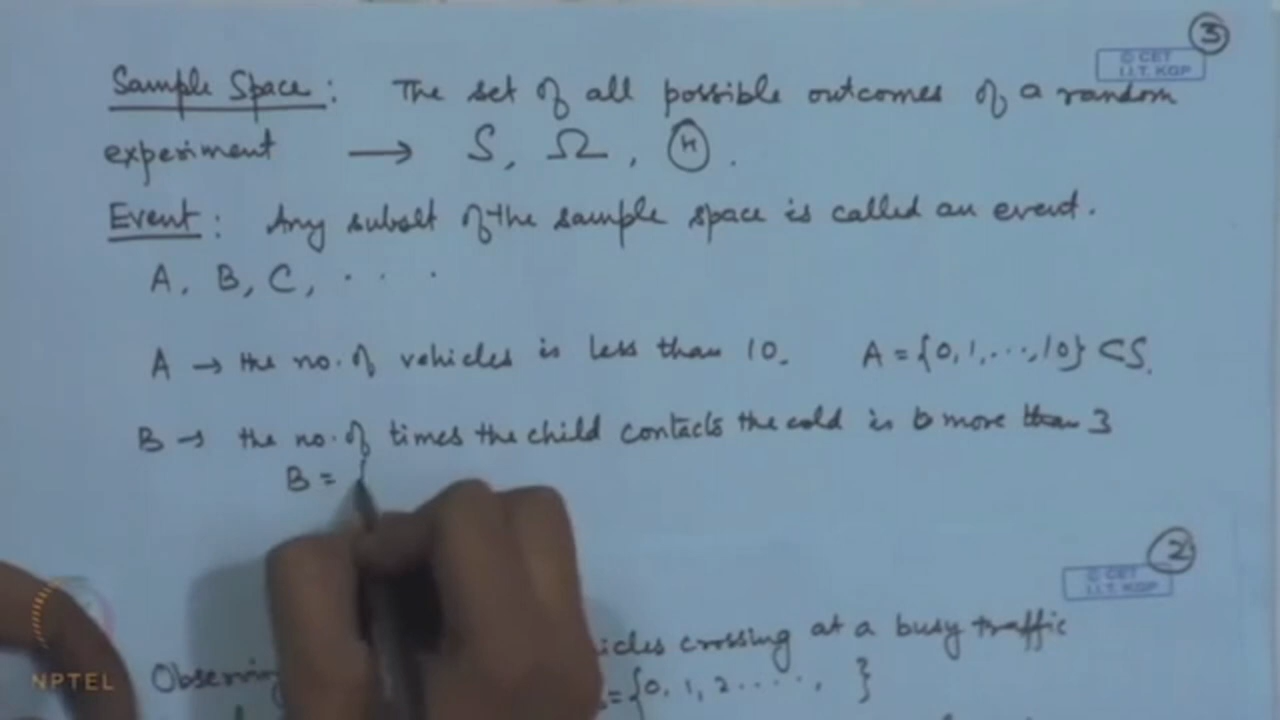 ③
© CET
I.I.T. KGP
Sample Space : The set of all possible outcomes of a random
experiment → S, Ω, Ⓗ.
Event : Any subset of the sample space is called an event.
A, B, C, . . .
A → the no. of vehicles is less than 10. A = {0, 1, ..., 10} ⊂ S.
B → the no. of times the child contacts the cold is b more than 3
B = {
②
© CET
I.I.T. KGP
Observing icles crossing at a busy traffic
= {0, 1, 2 ...., }
NPTEL